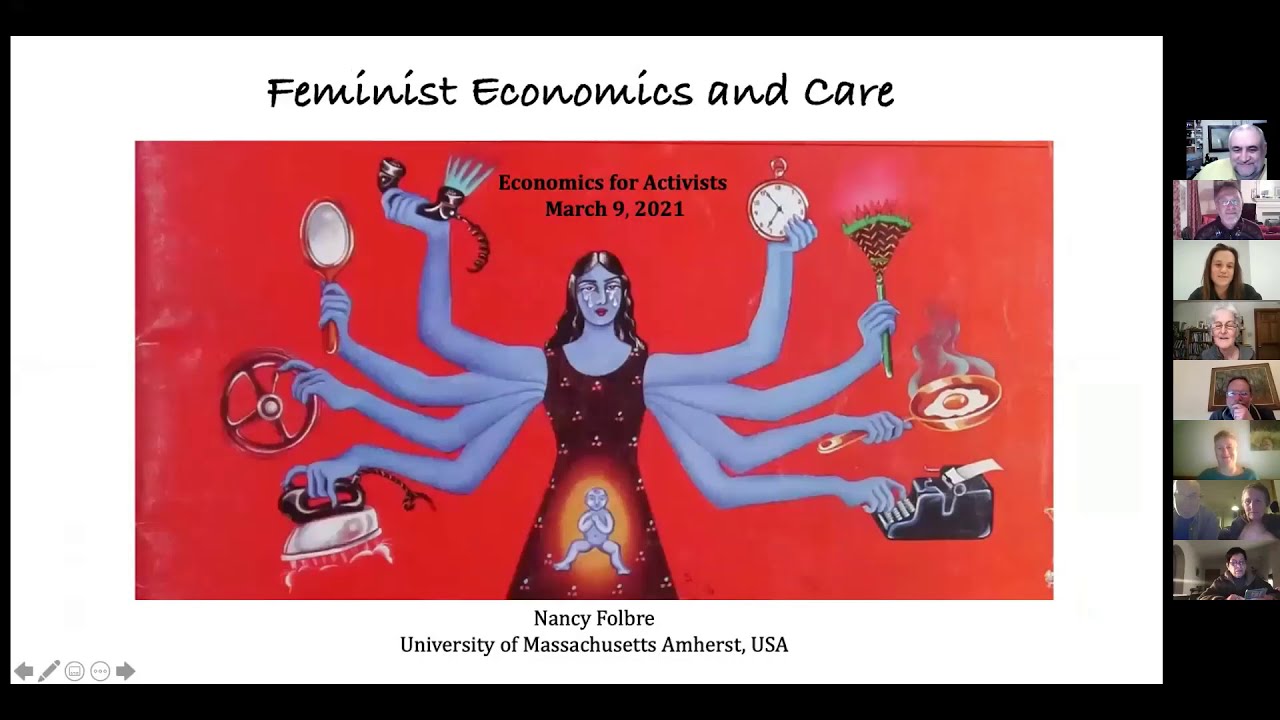 Feminist Economics and Care
Economics for Activists
March 9, 2021
Nancy Folbre
University of Massachusetts Amherst, USA